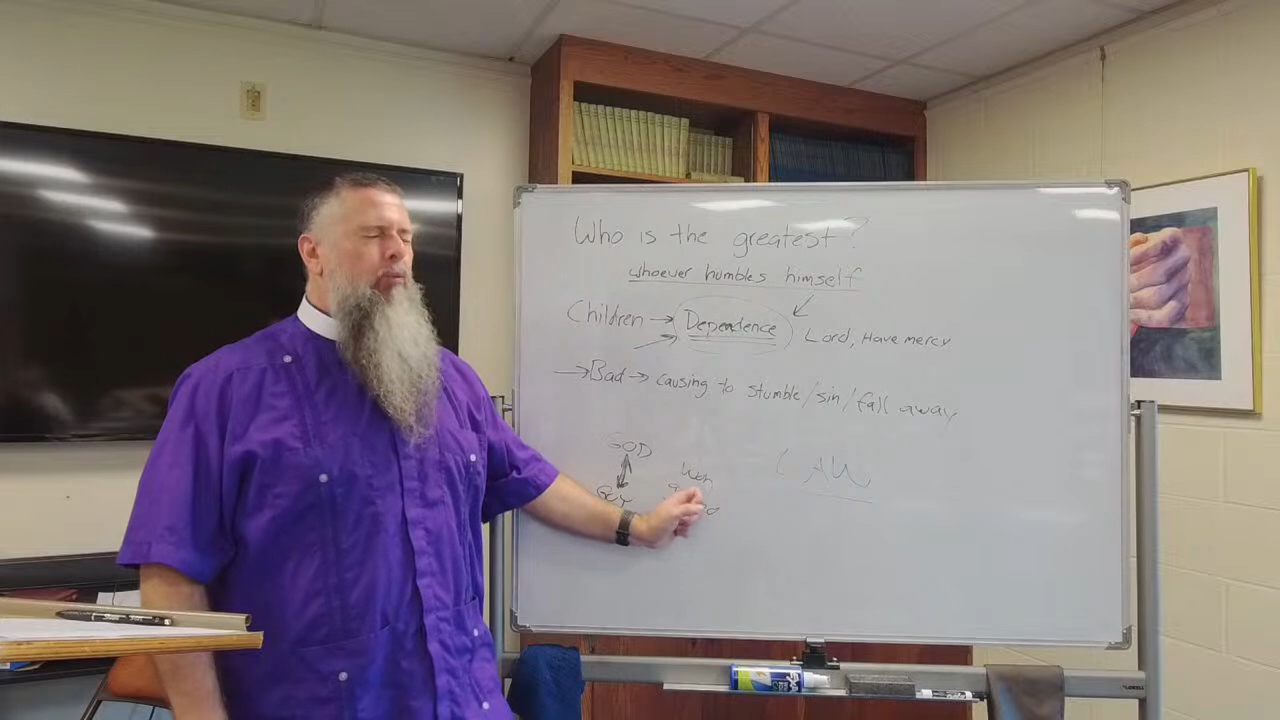 Who is the greatest?
whoever humbles himself
Children → Dependence
Lord, Have mercy
→ Bad → causing to stumble/sin/fall away
GOD
LAW
EXPO